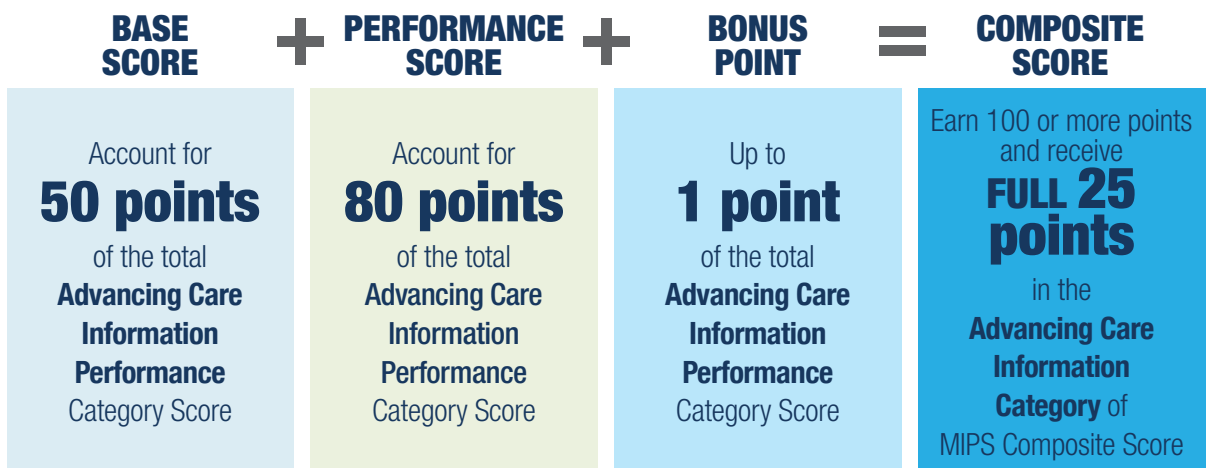 BASE
SCORE
+
PERFORMANCE
SCORE
+
BONUS
POINT
=
COMPOSITE
SCORE
Account for
50 points
of the total
Advancing Care
Information
Performance
Category Score
Account for
80 points
of the total
Advancing Care
Information
Performance
Category Score
Up to
1 point
of the total
Advancing Care
Information
Performance
Category Score
Earn 100 or more points
and receive
FULL 25
points
in the
Advancing Care
Information
Category of
MIPS Composite Score